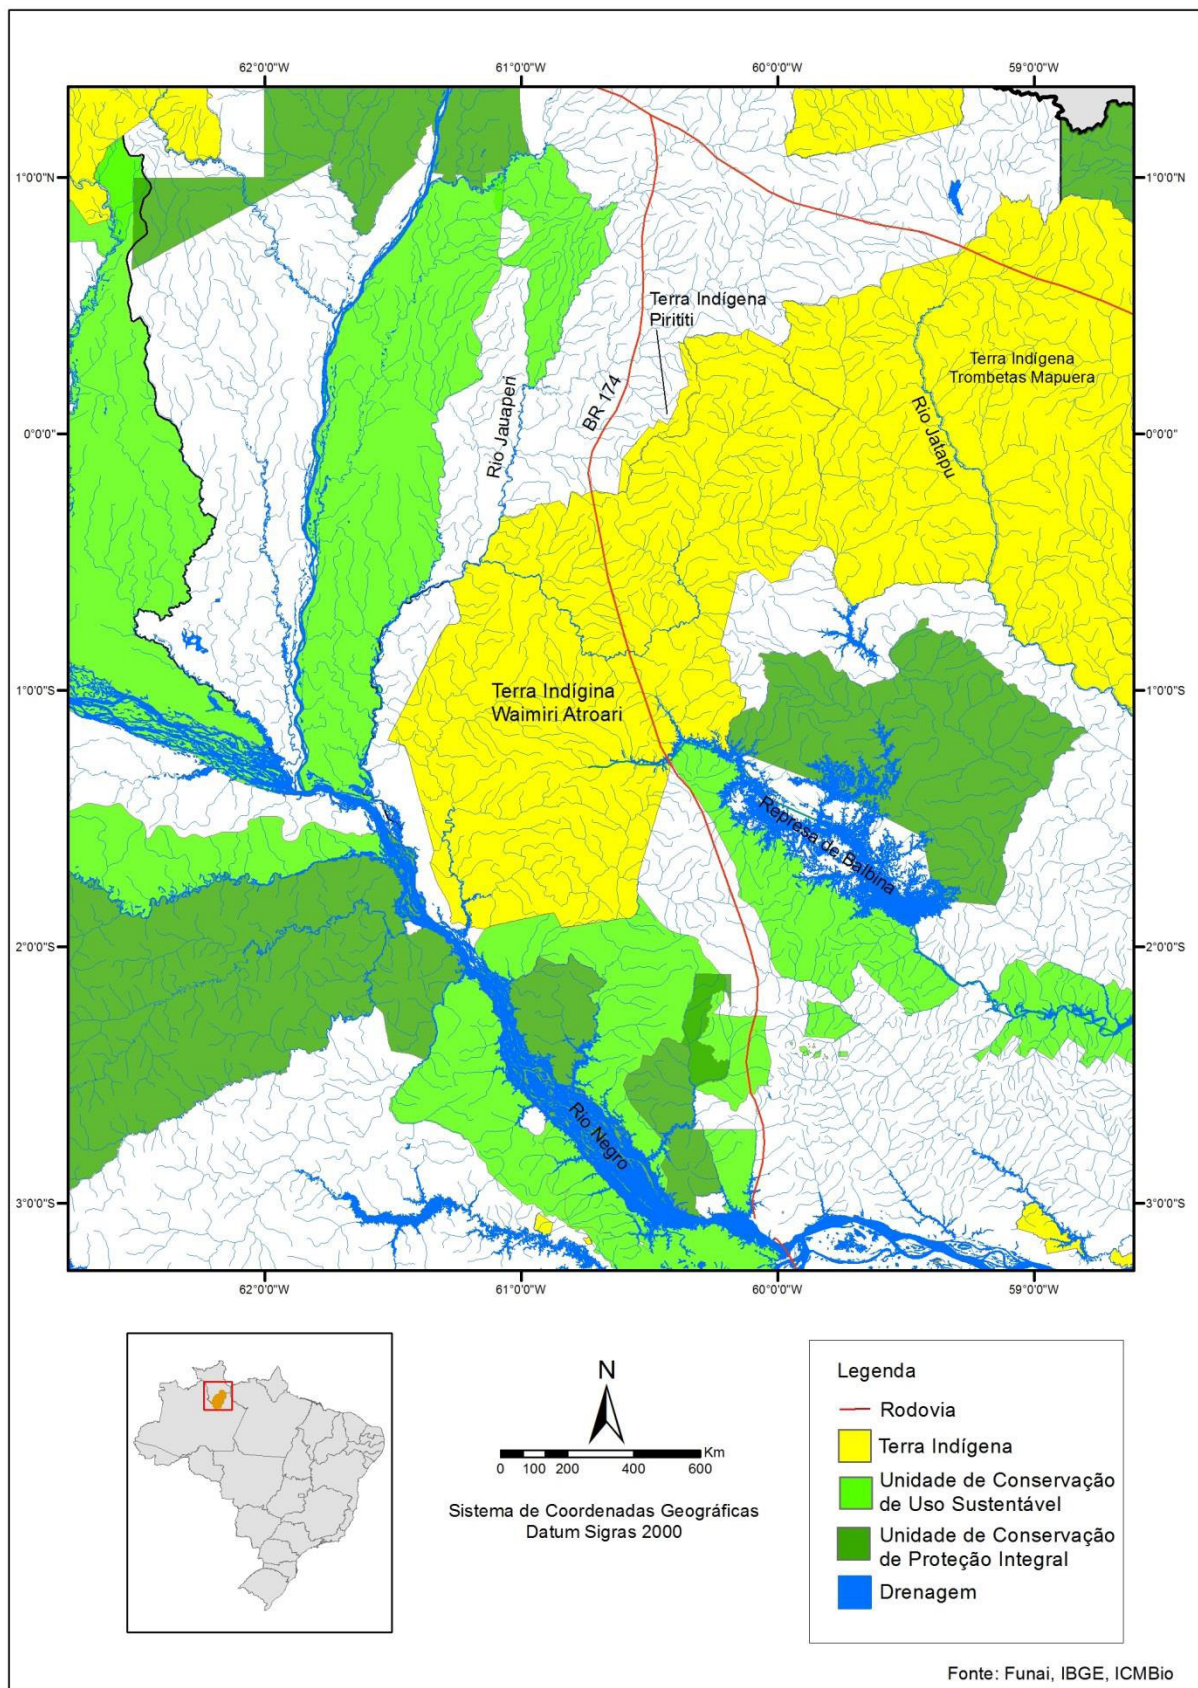 62°0'0"W
61°0'0"W
60°0'0"W
59°0'0"W
1°0'0"N
1°0'0"N
Terra Indígena
Pirititi
Terra Indígena
Trombetas Mapuera
BR 174
Rio Jauaperi
Rio Jatapu
0°0'0"
0°0'0"
Terra Indígina
Waimiri Atroari
1°0'0"S
1°0'0"S
Represa de Balbina
2°0'0"S
2°0'0"S
Rio Negro
3°0'0"S
3°0'0"S
62°0'0"W
61°0'0"W
60°0'0"W
59°0'0"W
N
Km
0 100 200 400 600
Sistema de Coordenadas Geográficas
Datum Sigras 2000
Legenda
Rodovia
Terra Indígena
Unidade de Conservação
de Uso Sustentável
Unidade de Conservação
de Proteção Integral
Drenagem
Fonte: Funai, IBGE, ICMBio